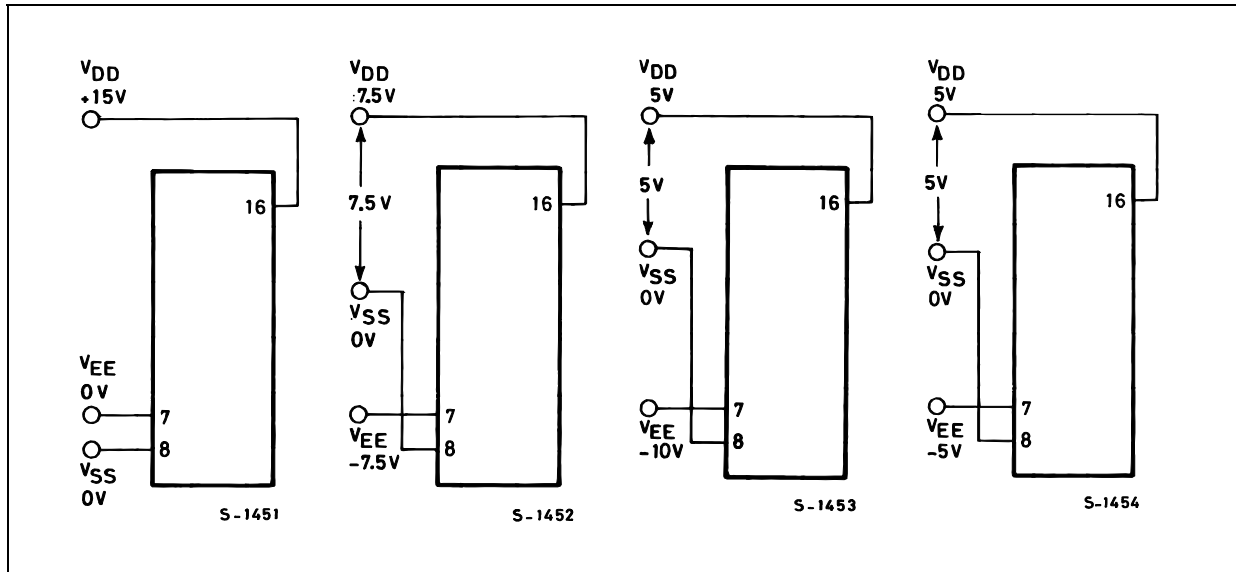 VDD
+15V
16
VEE
0V
7
8
VSS
0V
S-1451
VDD
:7.5V
7.5V
16
VSS
0V
7
VEE
-7.5V
8
S-1452
VDD
5V
5V
16
VSS
0V
7
VEE
-10V
8
S-1453
VDD
5V
5V
16
VSS
0V
7
VEE
-5V
8
S-1454